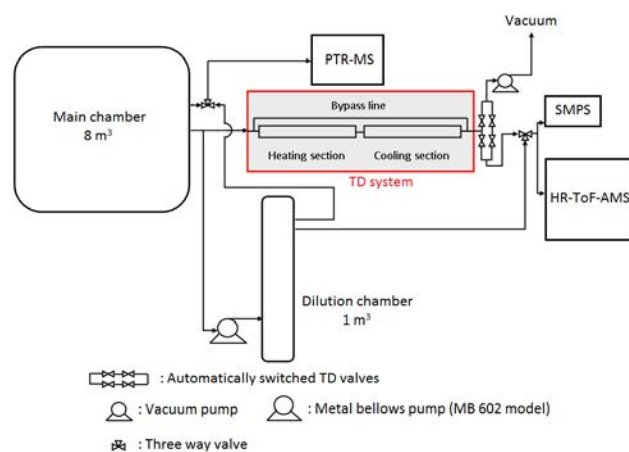 Vacuum
PTR-MS
Main chamber
8 m³
Bypass line
SMPS
Heating section
Cooling section
TD system
HR-ToF-AMS
Dilution chamber
1 m³
: Automatically switched TD valves
: Vacuum pump
: Metal bellows pump (MB 602 model)
: Three way valve